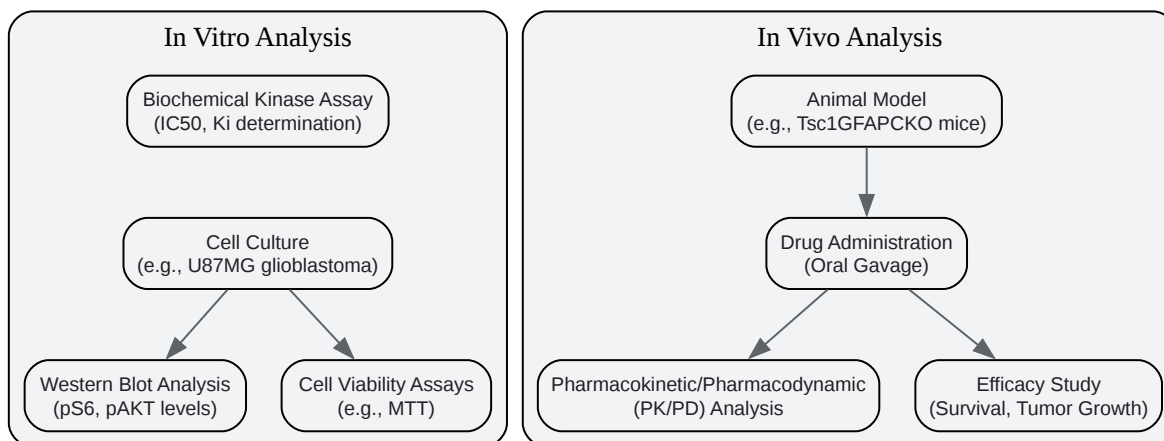 In Vitro Analysis
Biochemical Kinase Assay
(IC50, Ki determination)
Cell Culture
(e.g., U87MG glioblastoma)
Western Blot Analysis
(pS6, pAKT levels)
Cell Viability Assays
(e.g., MTT)
In Vivo Analysis
Animal Model
(e.g., Tsc1GFAPCKO mice)
Drug Administration
(Oral Gavage)
Pharmacokinetic/Pharmacodynamic
(PK/PD) Analysis
Efficacy Study
(Survival, Tumor Growth)